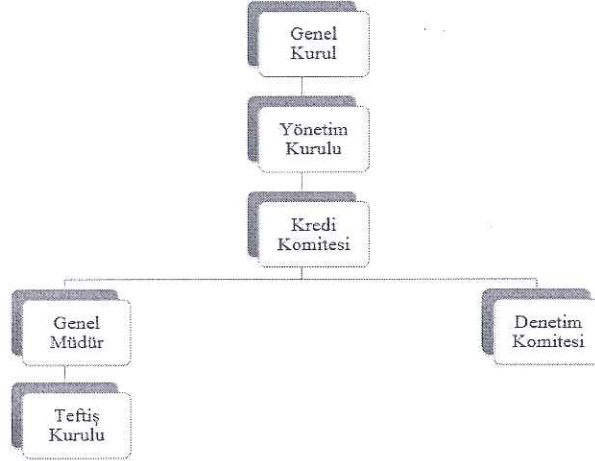 Genel
Kurul
Yönetim
Kurulu
Kredi
Komitesi
Genel
Müdür
Denetim
Komitesi
Teftiş
Kurulu